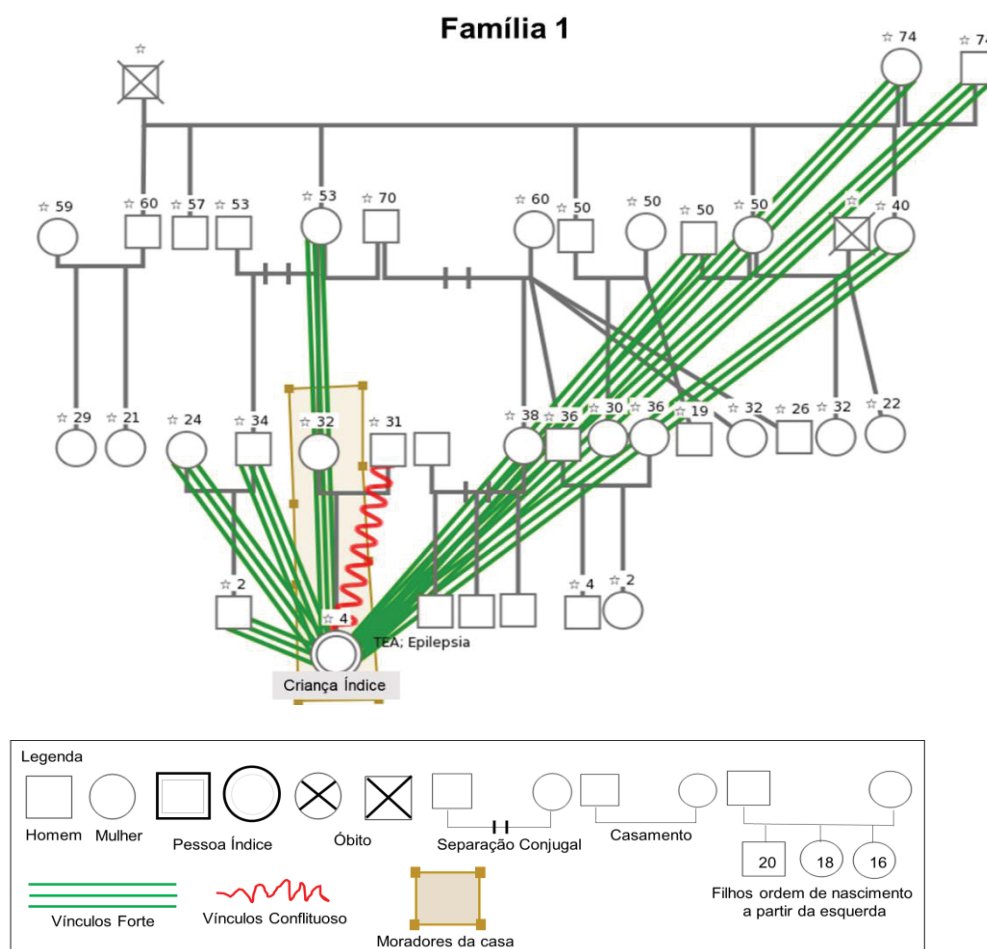 Família 1
☆
☆ 74
☆ 74
☆ 59
☆ 60
☆ 57
☆ 53
☆ 53
☆ 70
☆ 60
☆ 50
☆ 50
☆ 50
☆ 50
☆
☆ 40
☆ 29
☆ 21
☆ 24
☆ 34
☆ 32
☆ 31
☆ 38
☆ 36
☆ 30
☆ 36
☆ 19
☆ 32
☆ 26
☆ 32
☆ 22
☆ 2
☆ 4
☆ 4
☆ 2
TEA; Epilepsia
Criança Índice
Legenda
Homem
Mulher
Pessoa Índice
Óbito
Separação Conjugal
Casamento
20
18
16
Filhos ordem de nascimento
a partir da esquerda
Vínculos Forte
Vínculos Conflituoso
Moradores da casa